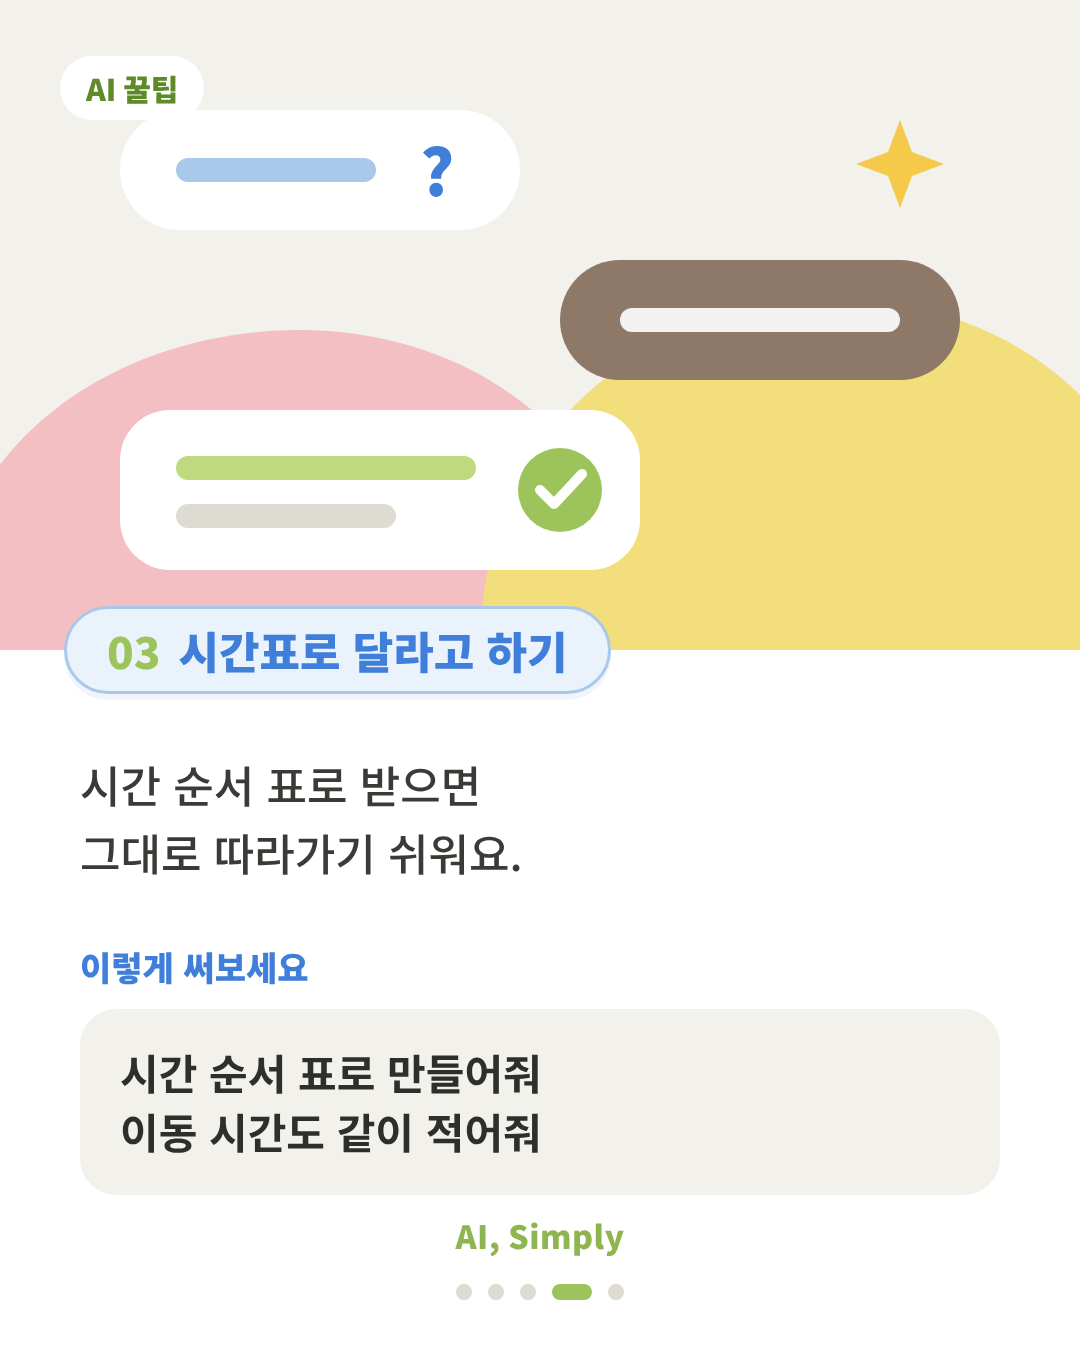 AI 꿀팁
?
03 시간표로 달라고 하기
시간 순서 표로 받으면
그대로 따라가기 쉬워요.
이렇게 써보세요
시간 순서 표로 만들어줘
이동 시간도 같이 적어줘
AI, Simply